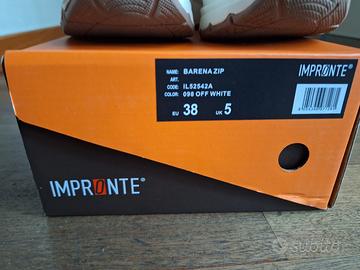 NAME: BARENA ZIP
ART.
CODE: IL52542A
COLOR: 098 OFF WHITE
EU 38 UK 5
IMPRONTE®
IMPRONTE®
Subito